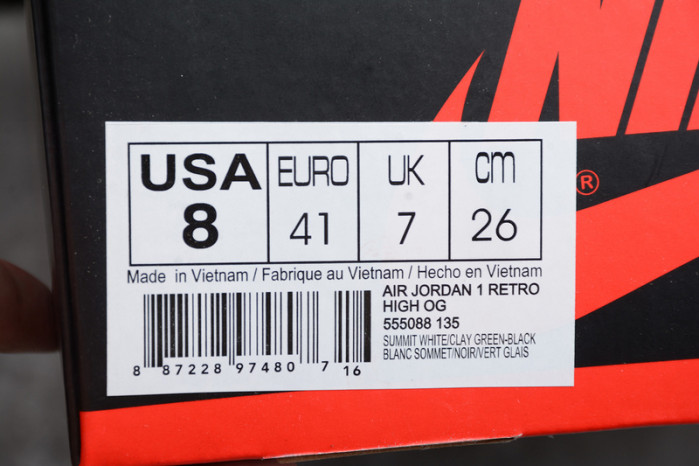 NIKE
®
USA EURO UK cm
8 41 7 26
Made in Vietnam / Fabrique au Vietnam / Hecho en Vietnam
AIR JORDAN 1 RETRO
HIGH OG
555088 135
SUMMIT WHITE/CLAY GREEN-BLACK
BLANC SOMMET/NOIR/VERT GLAIS
8 87228 97480 7 16